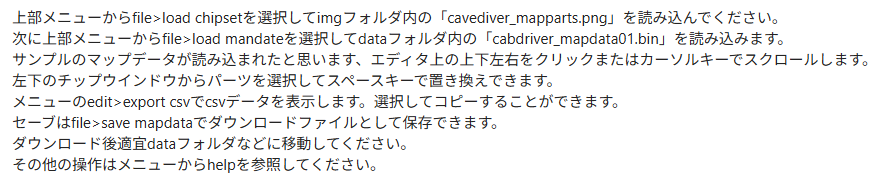 上部メニューからfile>load chipsetを選択してimgフォルダ内の「cavediver_mapparts.png」を読み込んでください。
次に上部メニューからfile>load mandateを選択してdataフォルダ内の「cabdriver_mapdata01.bin」を読み込みます。
サンプルのマップデータが読み込まれたと思います、エディタ上の上下左右をクリックまたはカーソルキーでスクロールします。
左下のチップウインドウからパーツを選択してスペースキーで置き換えできます。
メニューのedit>export csvでcsvデータを表示します。選択してコピーすることができます。
セーブはfile>save mapdataでダウンロードファイルとして保存できます。
ダウンロード後適宜dataフォルダなどに移動してください。
その他の操作はメニューからhelpを参照してください。